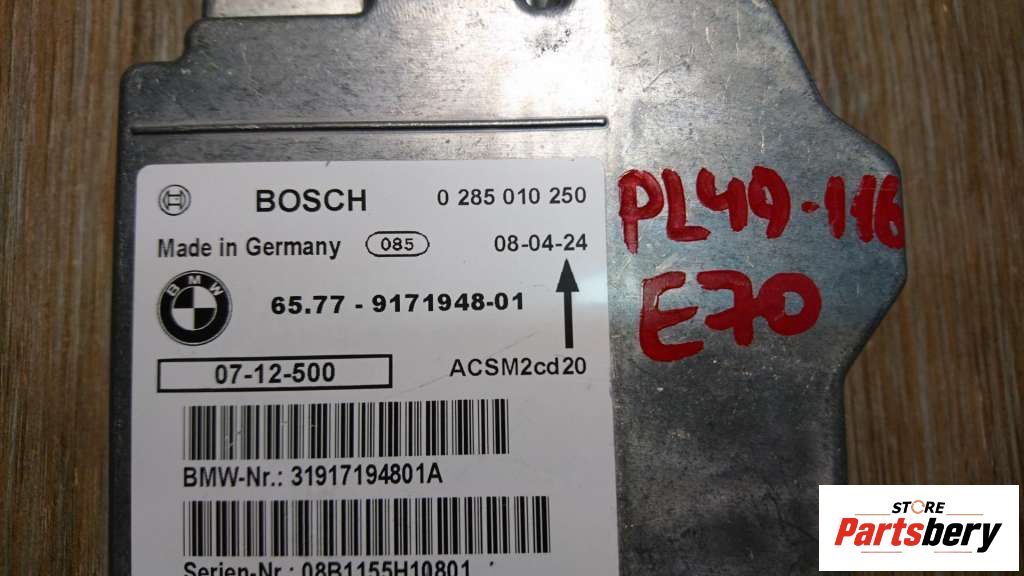 BOSCH 0 285 010 250
Made in Germany 085 08-04-24
BMW
65.77 - 9171948-01
07-12-500
ACSM2cd20
BMW-Nr.: 31917194801A
Serien-Nr.: 08B1155H10801
PL49-116
E70
STORE
Partsbery